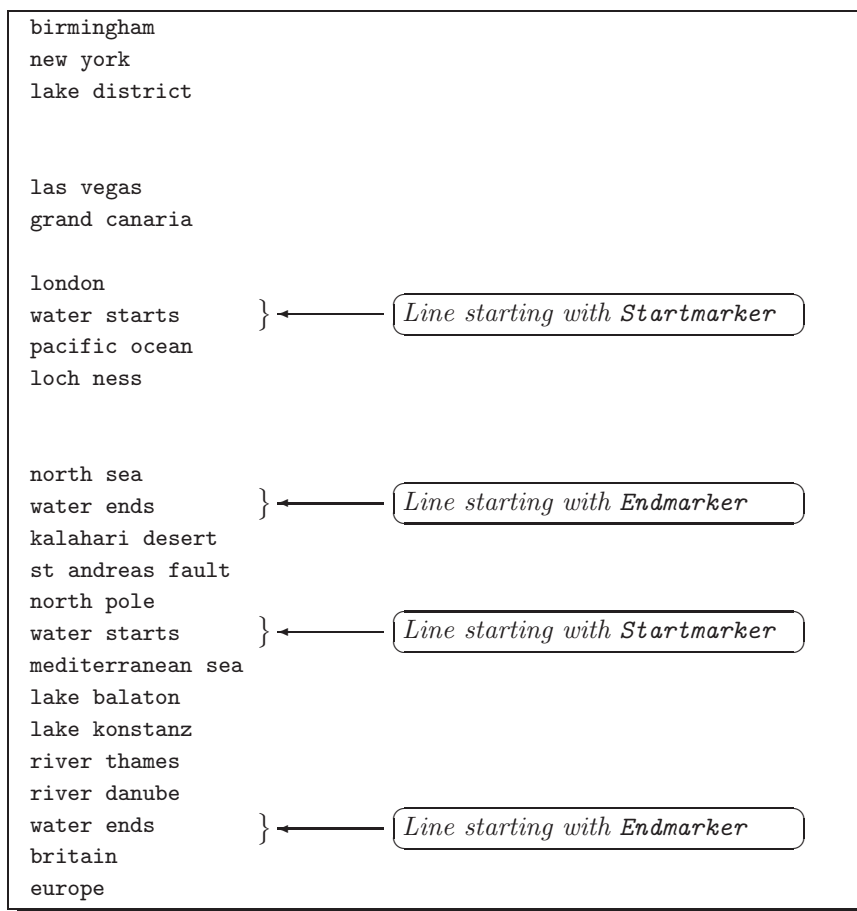 birmingham
new york
lake district
las vegas
grand canaria
london
water starts } Line starting with Startmarker
pacific ocean
loch ness
north sea
water ends } Line starting with Endmarker
kalahari desert
st andreas fault
north pole
water starts } Line starting with Startmarker
mediterranean sea
lake balaton
lake konstanz
river thames
river danube
water ends } Line starting with Endmarker
britain
europe